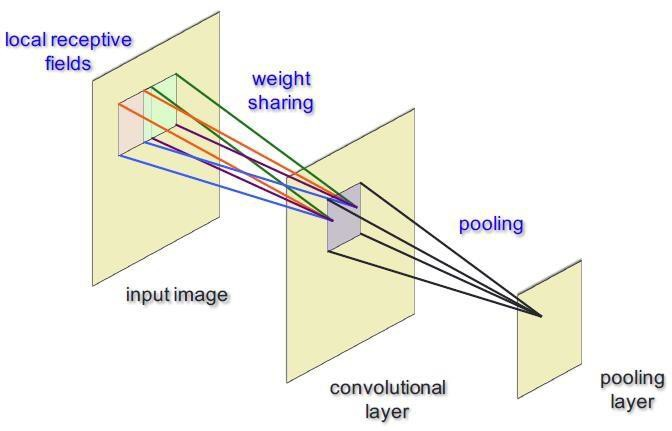 local receptive
fields
weight
sharing
pooling
input image
convolutional
layer
pooling
layer